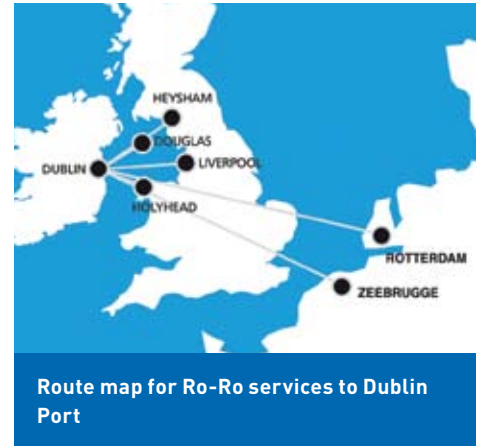 HEYSHAM
DOUGLAS
DUBLIN
LIVERPOOL
HOLYHEAD
ROTTERDAM
ZEEBRUGGE
Route map for Ro-Ro services to Dublin
Port